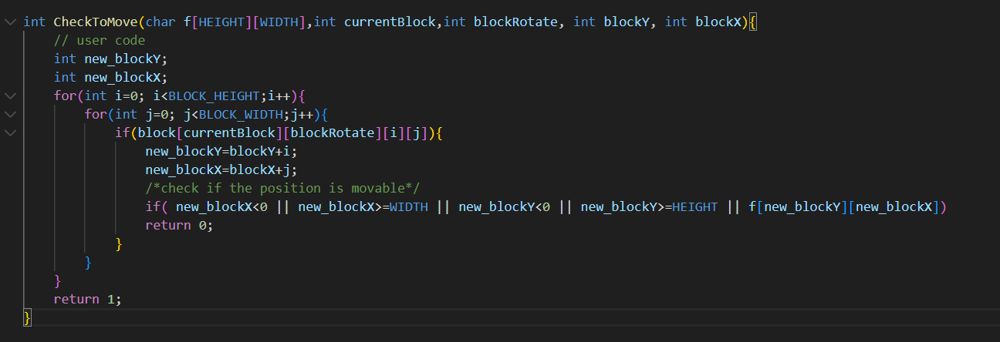 int CheckToMove(char f[HEIGHT][WIDTH],int currentBlock,int blockRotate, int blockY, int blockX){
// user code
int new_blockY;
int new_blockX;
for(int i=0; i<BLOCK_HEIGHT;i++){
for(int j=0; j<BLOCK_WIDTH;j++){
if(block[currentBlock][blockRotate][i][j]){
new_blockY=blockY+i;
new_blockX=blockX+j;
/*check if the position is movable*/
if( new_blockX<0 || new_blockX>=WIDTH || new_blockY<0 || new_blockY>=HEIGHT || f[new_blockY][new_blockX])
return 0;
}
}
}
return 1;
}